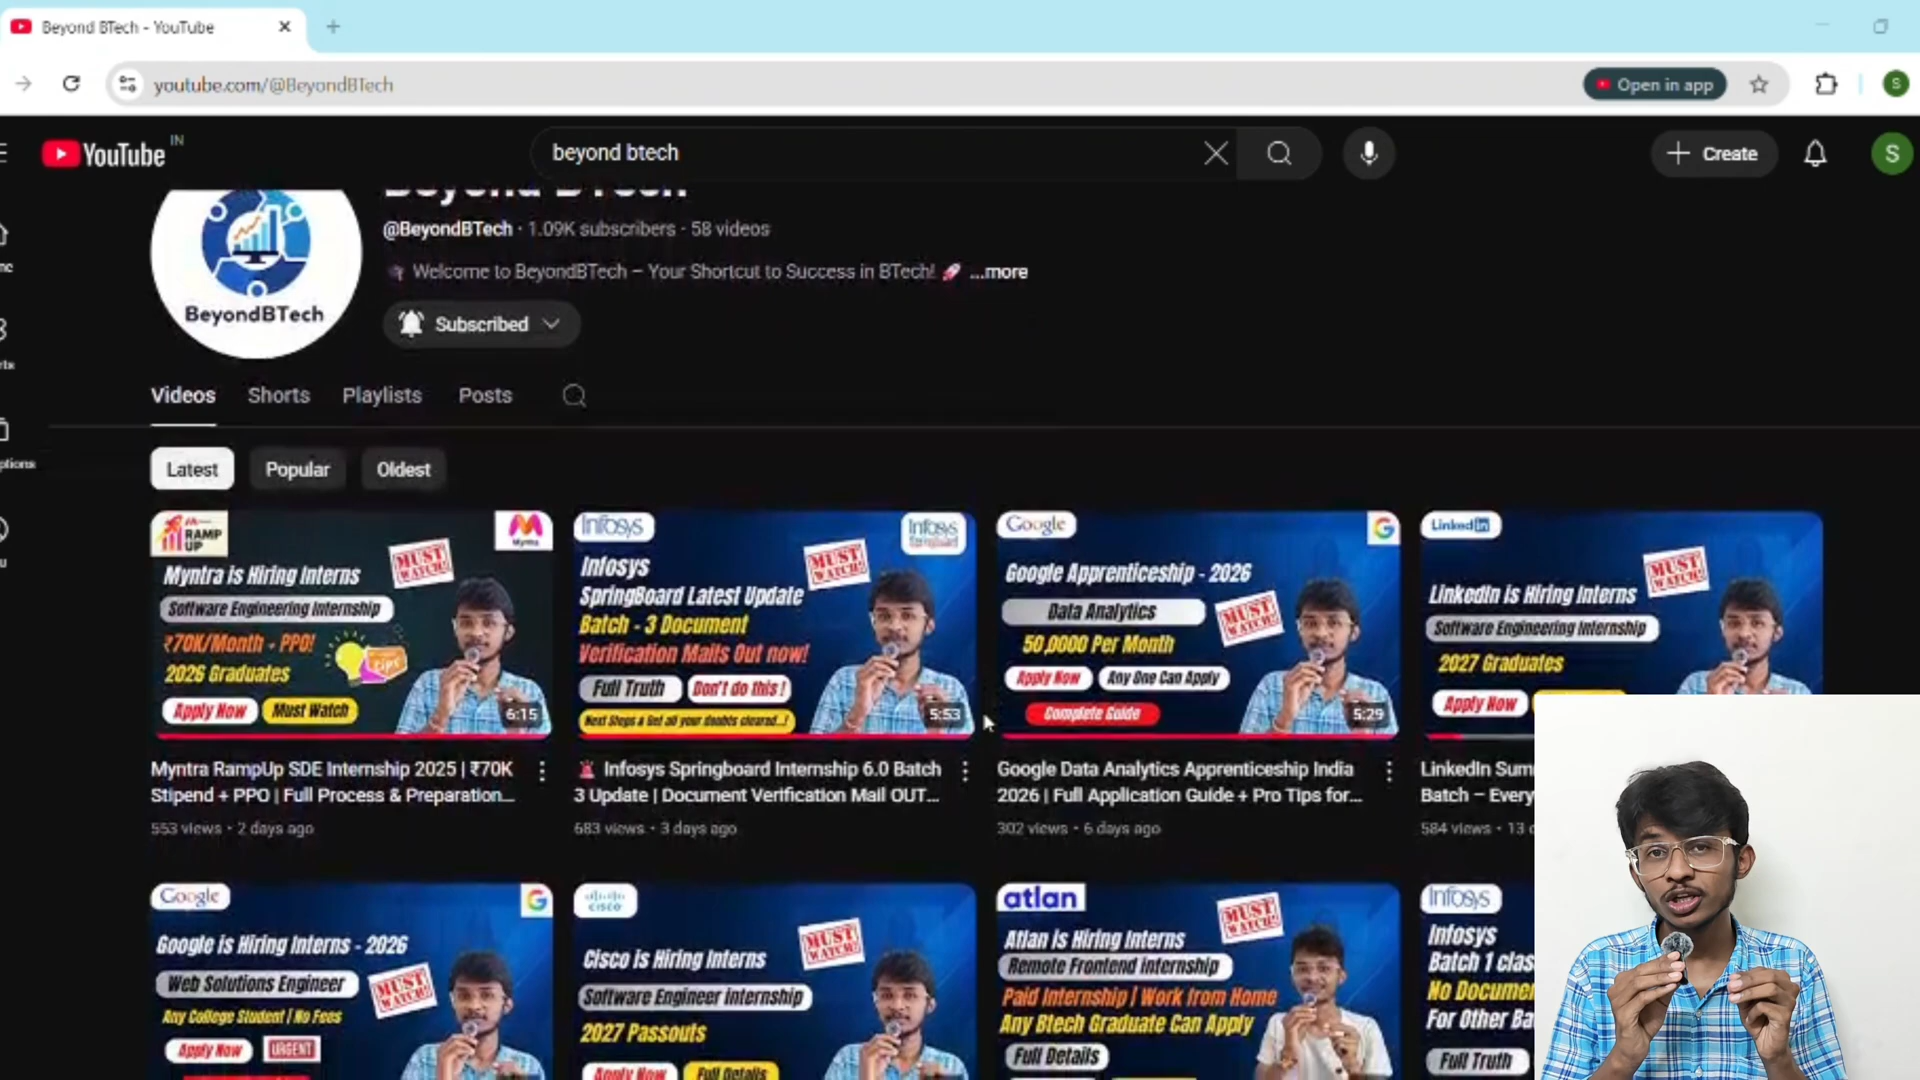 Beyond BTech - YouTube
youtube.com/@BeyondBTech
Open in app
S
YouTube IN
beyond btech
Create
S
Beyond BTech
@BeyondBTech · 1.09K subscribers · 58 videos
Welcome to BeyondBTech – Your Shortcut to Success in BTech! 🚀 ...more
BeyondBTech
Subscribed
Videos
Shorts
Playlists
Posts
Latest
Popular
Oldest
RAMP UP
Myntra
MUST WATCH!
Myntra is Hiring Interns
Software Engineering Internship
₹70K/Month + PPO!
tips
2026 Graduates
Apply Now
Must Watch
6:15
Myntra RampUp SDE Internship 2025 | ₹70K
Stipend + PPO | Full Process & Preparation...
553 views · 2 days ago
Infosys
Infosys Springboard
MUST WATCH!
Infosys
SpringBoard Latest Update
Batch - 3 Document
Verification Mails Out now!
Full Truth
Don't do this !
Next Steps & Get all your doubts cleared..!
5:53
🚨 Infosys Springboard Internship 6.0 Batch
3 Update | Document Verification Mail OUT...
683 views · 3 days ago
Google
G
Google Apprenticeship - 2026
Data Analytics
MUST WATCH!
50,0000 Per Month
Apply Now
Any One Can Apply
Complete Guide
5:29
Google Data Analytics Apprenticeship India
2026 | Full Application Guide + Pro Tips for...
302 views · 6 days ago
LinkedIn
MUST WATCH!
LinkedIn is Hiring Interns
Software Engineering Internship
2027 Graduates
Apply Now
LinkedIn Sum
Batch – Every
584 views · 13 d
Google
G
Google is Hiring Interns - 2026
Web Solutions Engineer
MUST WATCH!
Any College Student | No Fees
Apply Now
URGENT
CISCO
MUST WATCH!
Cisco is Hiring Interns
Software Engineer internship
2027 Passouts
Apply Now
Full Details
atlan
MUST WATCH!
Atlan is Hiring Interns
Remote Frontend internship
Paid Internship | Work from Home
Any Btech Graduate Can Apply
Full Details
Infosys
Infosys
Batch 1 clas
No Documen
For Other Ba
Full Truth